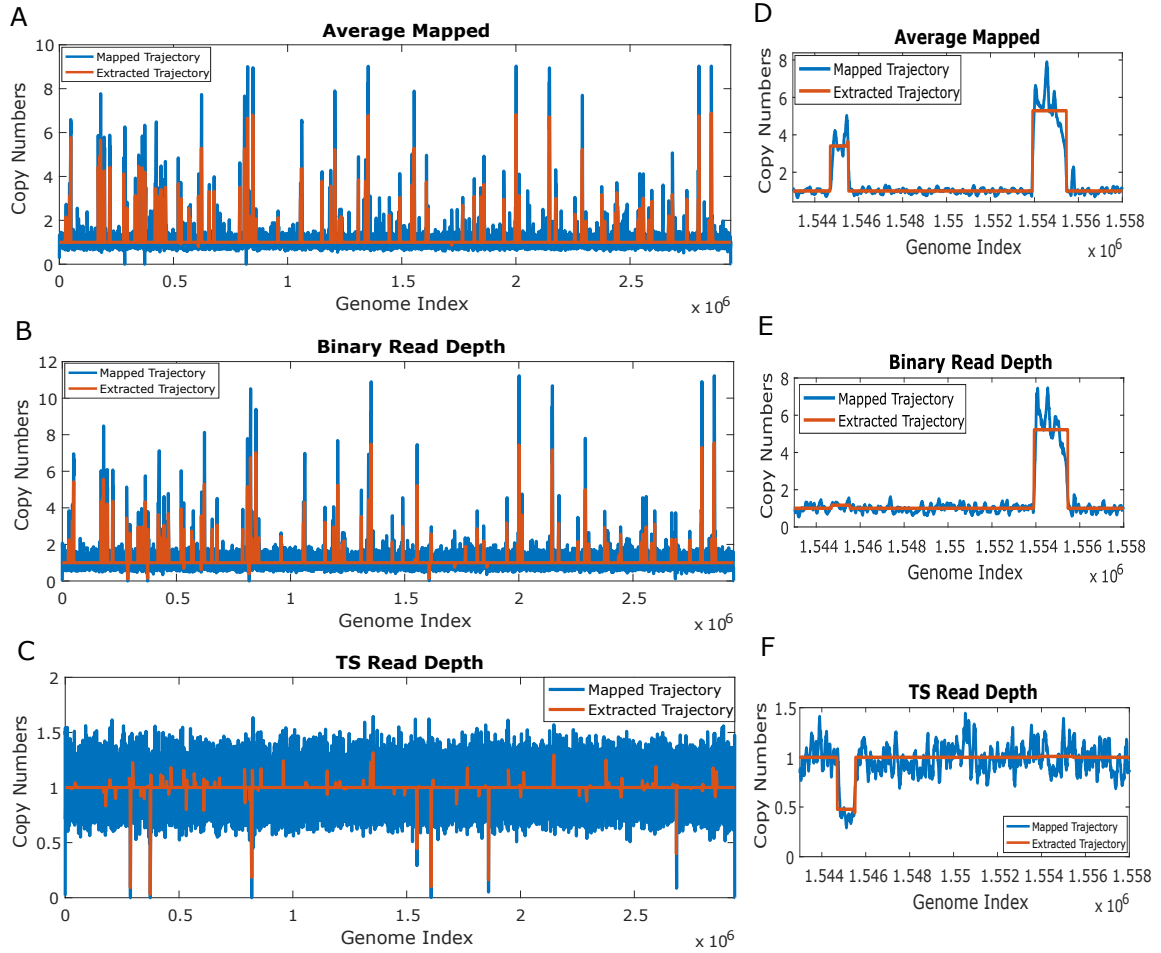 A
Average Mapped
Mapped Trajectory
Extracted Trajectory
Copy Numbers
10
8
6
4
2
0
0 0.5 1 1.5 2 2.5
Genome Index
x 10^6
B
Binary Read Depth
Mapped Trajectory
Extracted Trajectory
Copy Numbers
12
10
8
6
4
2
0
0 0.5 1 1.5 2 2.5
Genome Index
x 10^6
C
TS Read Depth
Mapped Trajectory
Extracted Trajectory
Copy Numbers
2
1.5
1
0.5
0
0 0.5 1 1.5 2 2.5
Genome Index
x 10^6
D
Average Mapped
Mapped Trajectory
Extracted Trajectory
Copy Numbers
8
6
4
2
1.544 1.546 1.548 1.55 1.552 1.554 1.556 1.558
Genome Index
x 10^6
E
Binary Read Depth
Mapped Trajectory
Extracted Trajectory
Copy Numbers
8
6
4
2
0
1.544 1.546 1.548 1.55 1.552 1.554 1.556 1.558
Genome Index
x 10^6
F
TS Read Depth
Copy Numbers
1.5
1
0.5
0
Mapped Trajectory
Extracted Trajectory
1.544 1.546 1.548 1.55 1.552 1.554 1.556 1.558
Genome Index
x 10^6